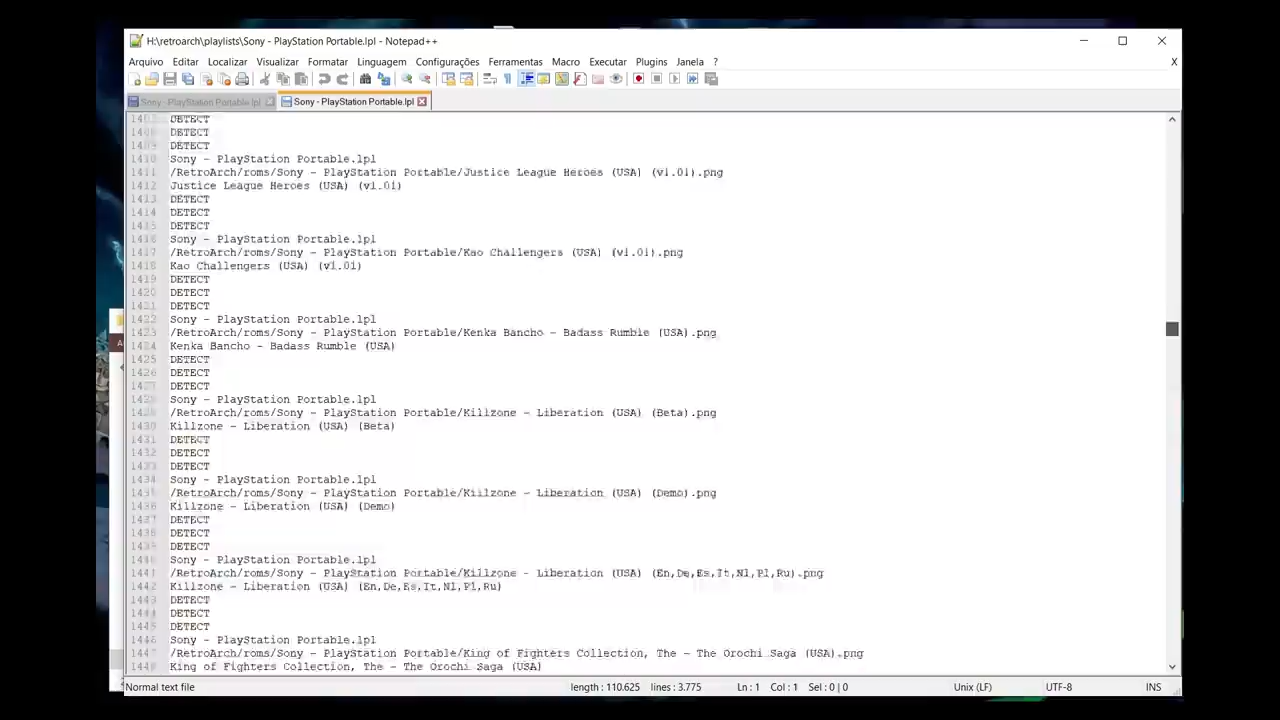 H:\retroarch\playlists\Sony - PlayStation Portable.lpl - Notepad++
Arquivo Editar Localizar Visualizar Formatar Linguagem Configurações Ferramentas Macro Executar Plugins Janela ? X
Sony - PlayStation Portable.lpl Sony - PlayStation Portable.lpl
1407 DETECT
1408 DETECT
1409 DETECT
1410 Sony - PlayStation Portable.lpl
1411 /RetroArch/roms/Sony - PlayStation Portable/Justice League Heroes (USA) (v1.01).png
1412 Justice League Heroes (USA) (v1.01)
1413 DETECT
1414 DETECT
1415 DETECT
1416 Sony - PlayStation Portable.lpl
1417 /RetroArch/roms/Sony - PlayStation Portable/Kao Challengers (USA) (v1.01).png
1418 Kao Challengers (USA) (v1.01)
1419 DETECT
1420 DETECT
1421 DETECT
1422 Sony - PlayStation Portable.lpl
1423 /RetroArch/roms/Sony - PlayStation Portable/Kenka Bancho - Badass Rumble (USA).png
1424 Kenka Bancho - Badass Rumble (USA)
1425 DETECT
1426 DETECT
1427 DETECT
1428 Sony - PlayStation Portable.lpl
1429 /RetroArch/roms/Sony - PlayStation Portable/Killzone - Liberation (USA) (Beta).png
1430 Killzone - Liberation (USA) (Beta)
1431 DETECT
1432 DETECT
1433 DETECT
1434 Sony - PlayStation Portable.lpl
1435 /RetroArch/roms/Sony - PlayStation Portable/Killzone - Liberation (USA) (Demo).png
1436 Killzone - Liberation (USA) (Demo)
1437 DETECT
1438 DETECT
1439 DETECT
1440 Sony - PlayStation Portable.lpl
1441 /RetroArch/roms/Sony - PlayStation Portable/Killzone - Liberation (USA) (En,De,Es,It,Nl,Pl,Ru).png
1442 Killzone - Liberation (USA) (En,De,Es,It,Nl,Pl,Ru)
1443 DETECT
1444 DETECT
1445 DETECT
1446 Sony - PlayStation Portable.lpl
1447 /RetroArch/roms/Sony - PlayStation Portable/King of Fighters Collection, The - The Orochi Saga (USA).png
1448 King of Fighters Collection, The - The Orochi Saga (USA)
Normal text file length : 110.625 lines : 3.775 Ln : 1 Col : 1 Sel : 0 | 0 Unix (LF) UTF-8 INS